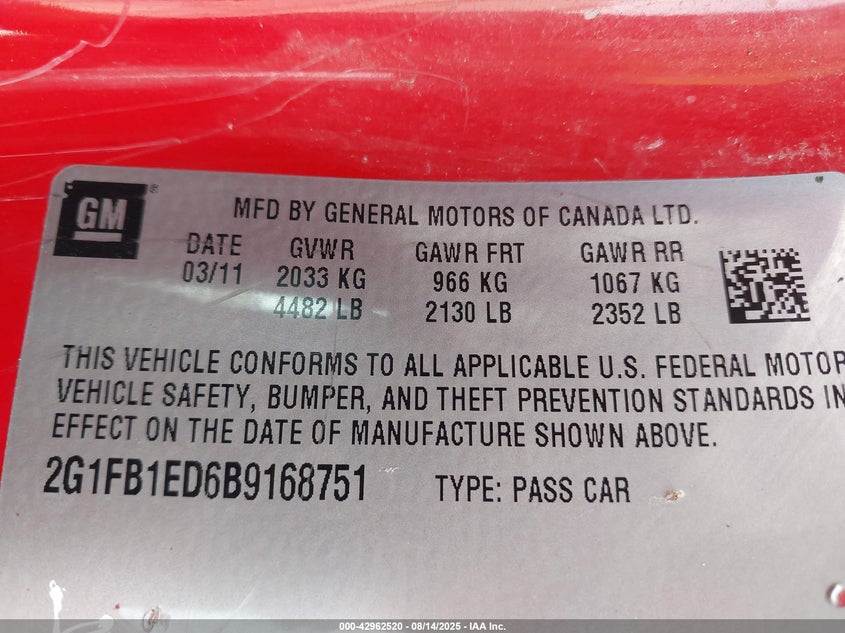 GM ®
MFD BY GENERAL MOTORS OF CANADA LTD.
DATE GVWR GAWR FRT GAWR RR
03/11 2033 KG 966 KG 1067 KG
4482 LB 2130 LB 2352 LB
THIS VEHICLE CONFORMS TO ALL APPLICABLE U.S. FEDERAL MOTOR
VEHICLE SAFETY, BUMPER, AND THEFT PREVENTION STANDARDS IN
EFFECT ON THE DATE OF MANUFACTURE SHOWN ABOVE.
2G1FB1ED6B9168751 TYPE: PASS CAR
000-42962520 - 08/14/2025 - IAA Inc.